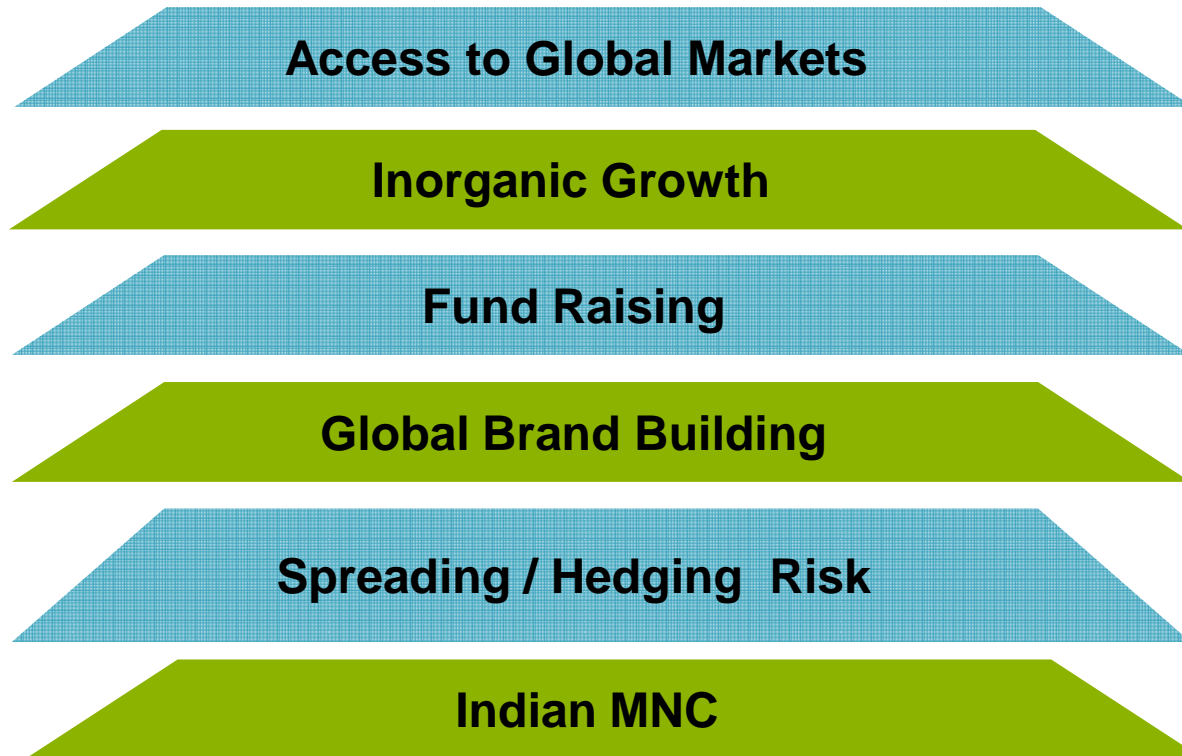 Access to Global Markets
Inorganic Growth
Fund Raising
Global Brand Building
Spreading / Hedging  Risk
Indian MNC